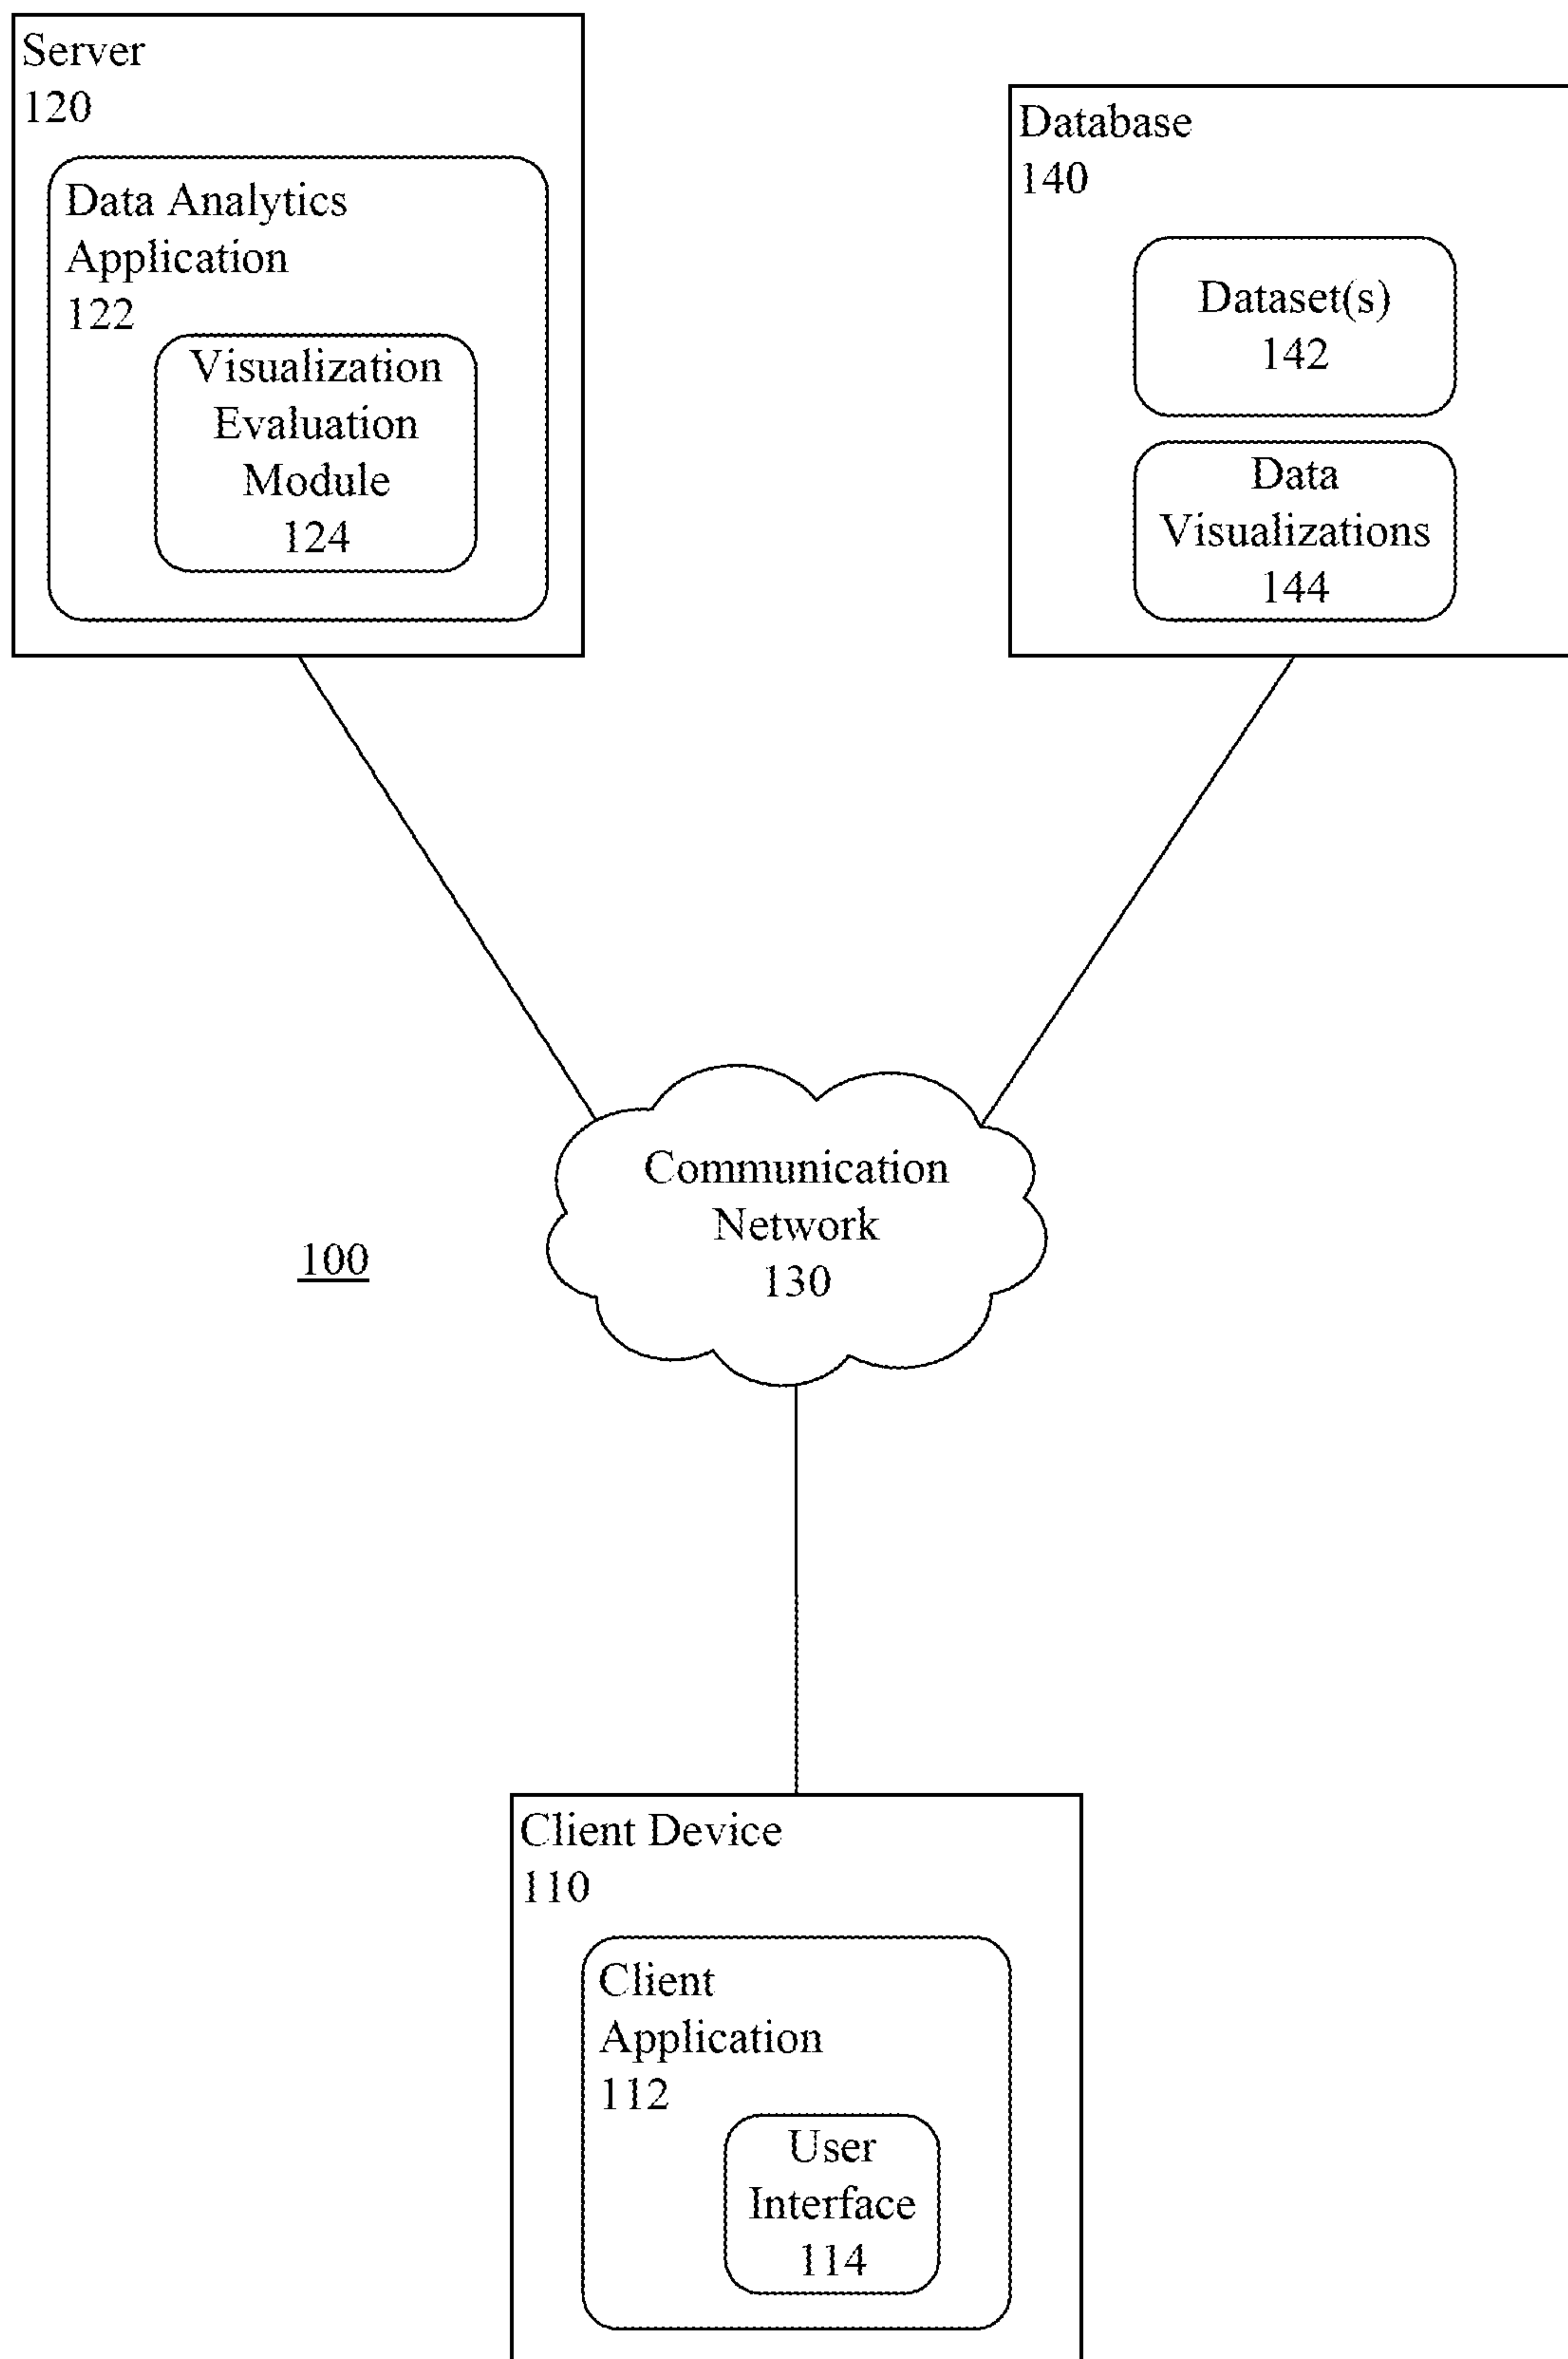 Server
120
Data Analytics
Application
122
Visualization
Evaluation
Module
124
Database
140
Dataset(s)
142
Data
Visualizations
144
Communication
Network
130
100
Client Device
110
Client
Application
112
User
Interface
114